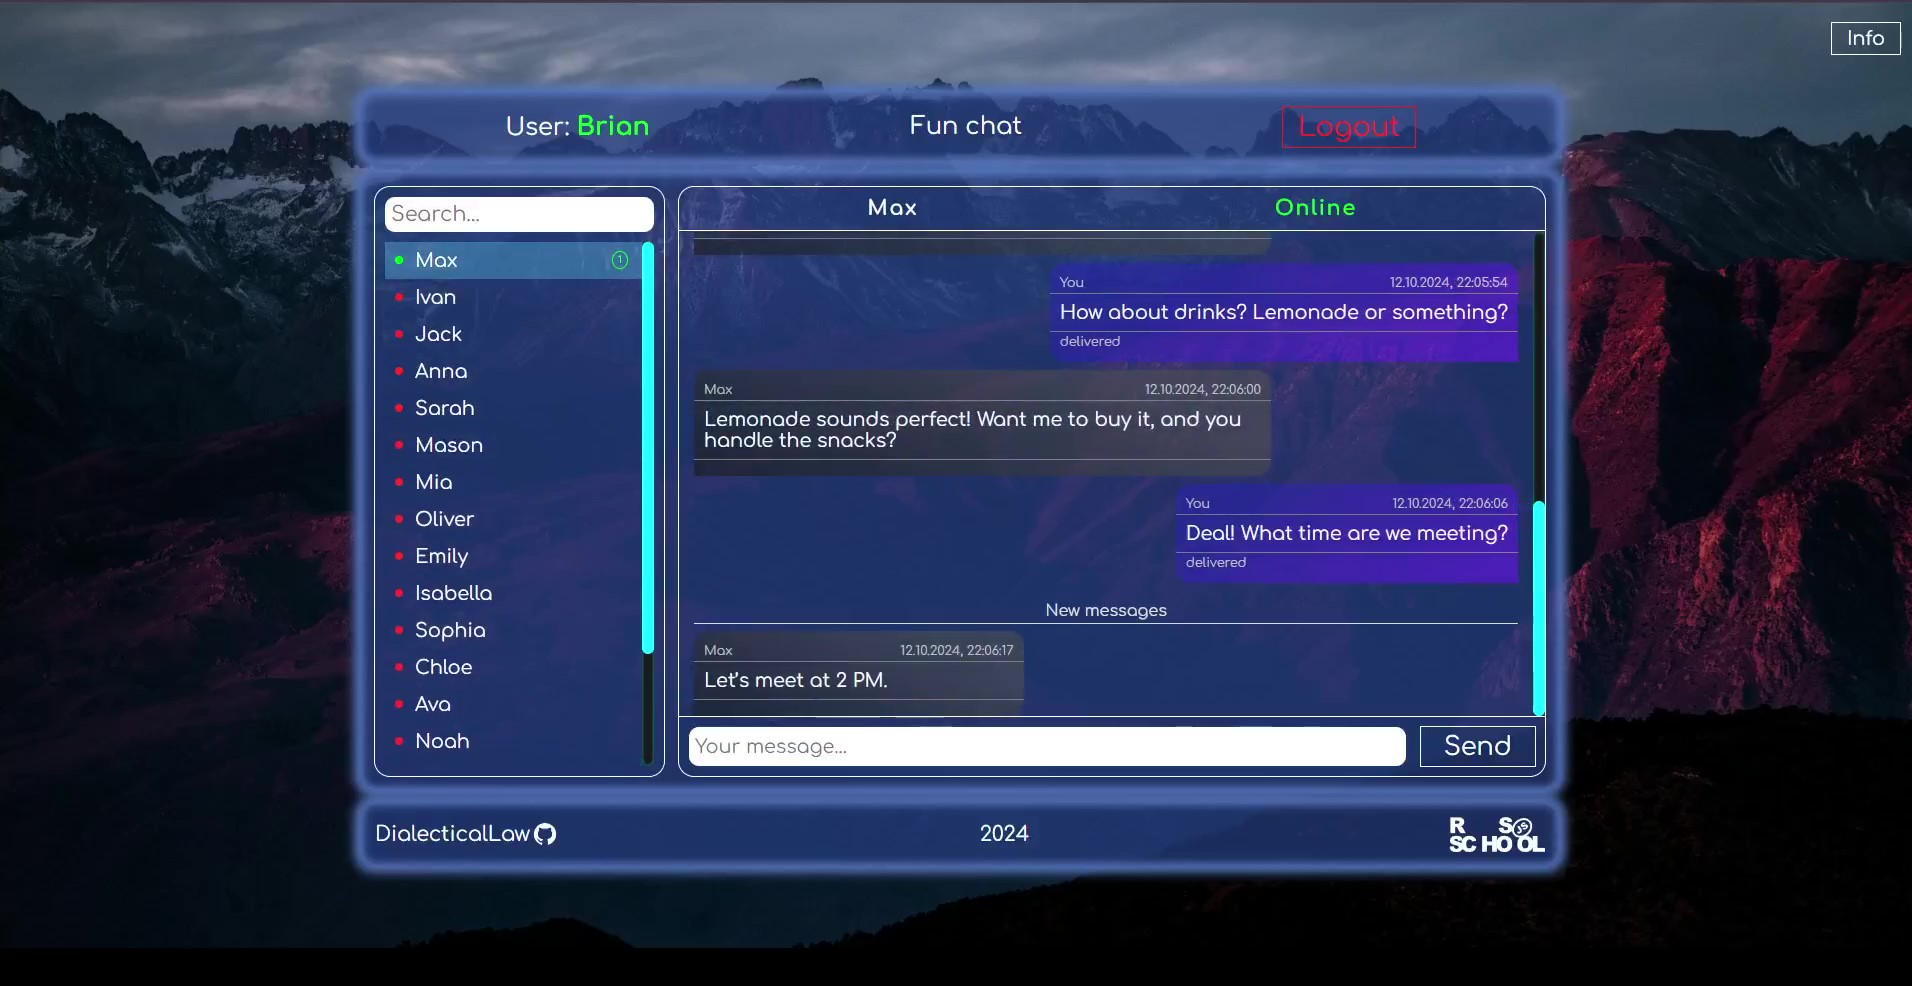 Info
User: Brian
Fun chat
Logout
Search...
Max
1
Ivan
Jack
Anna
Sarah
Mason
Mia
Oliver
Emily
Isabella
Sophia
Chloe
Ava
Noah
Max
Online
You
12.10.2024, 22:05:54
How about drinks? Lemonade or something?
delivered
Max
12.10.2024, 22:06:00
Lemonade sounds perfect! Want me to buy it, and you
handle the snacks?
You
12.10.2024, 22:06:06
Deal! What time are we meeting?
delivered
New messages
Max
12.10.2024, 22:06:17
Let's meet at 2 PM.
Your message...
Send
DialecticalLaw
2024
R S JS
SCHOOL